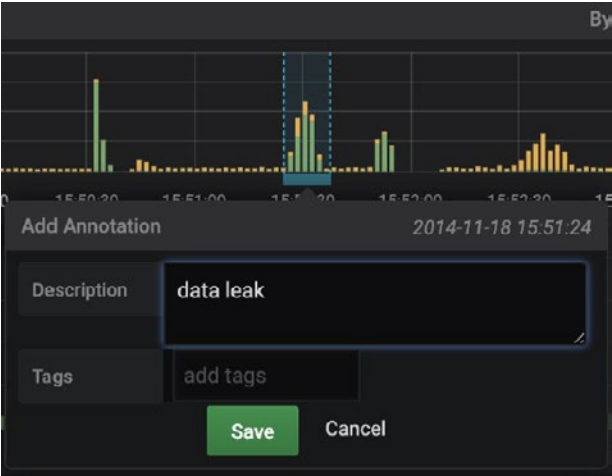 By
15:50:30 15:51:00 15:52:00 15:52:30
Add Annotation 2014-11-18 15:51:24
Description data leak
Tags add tags
Save Cancel